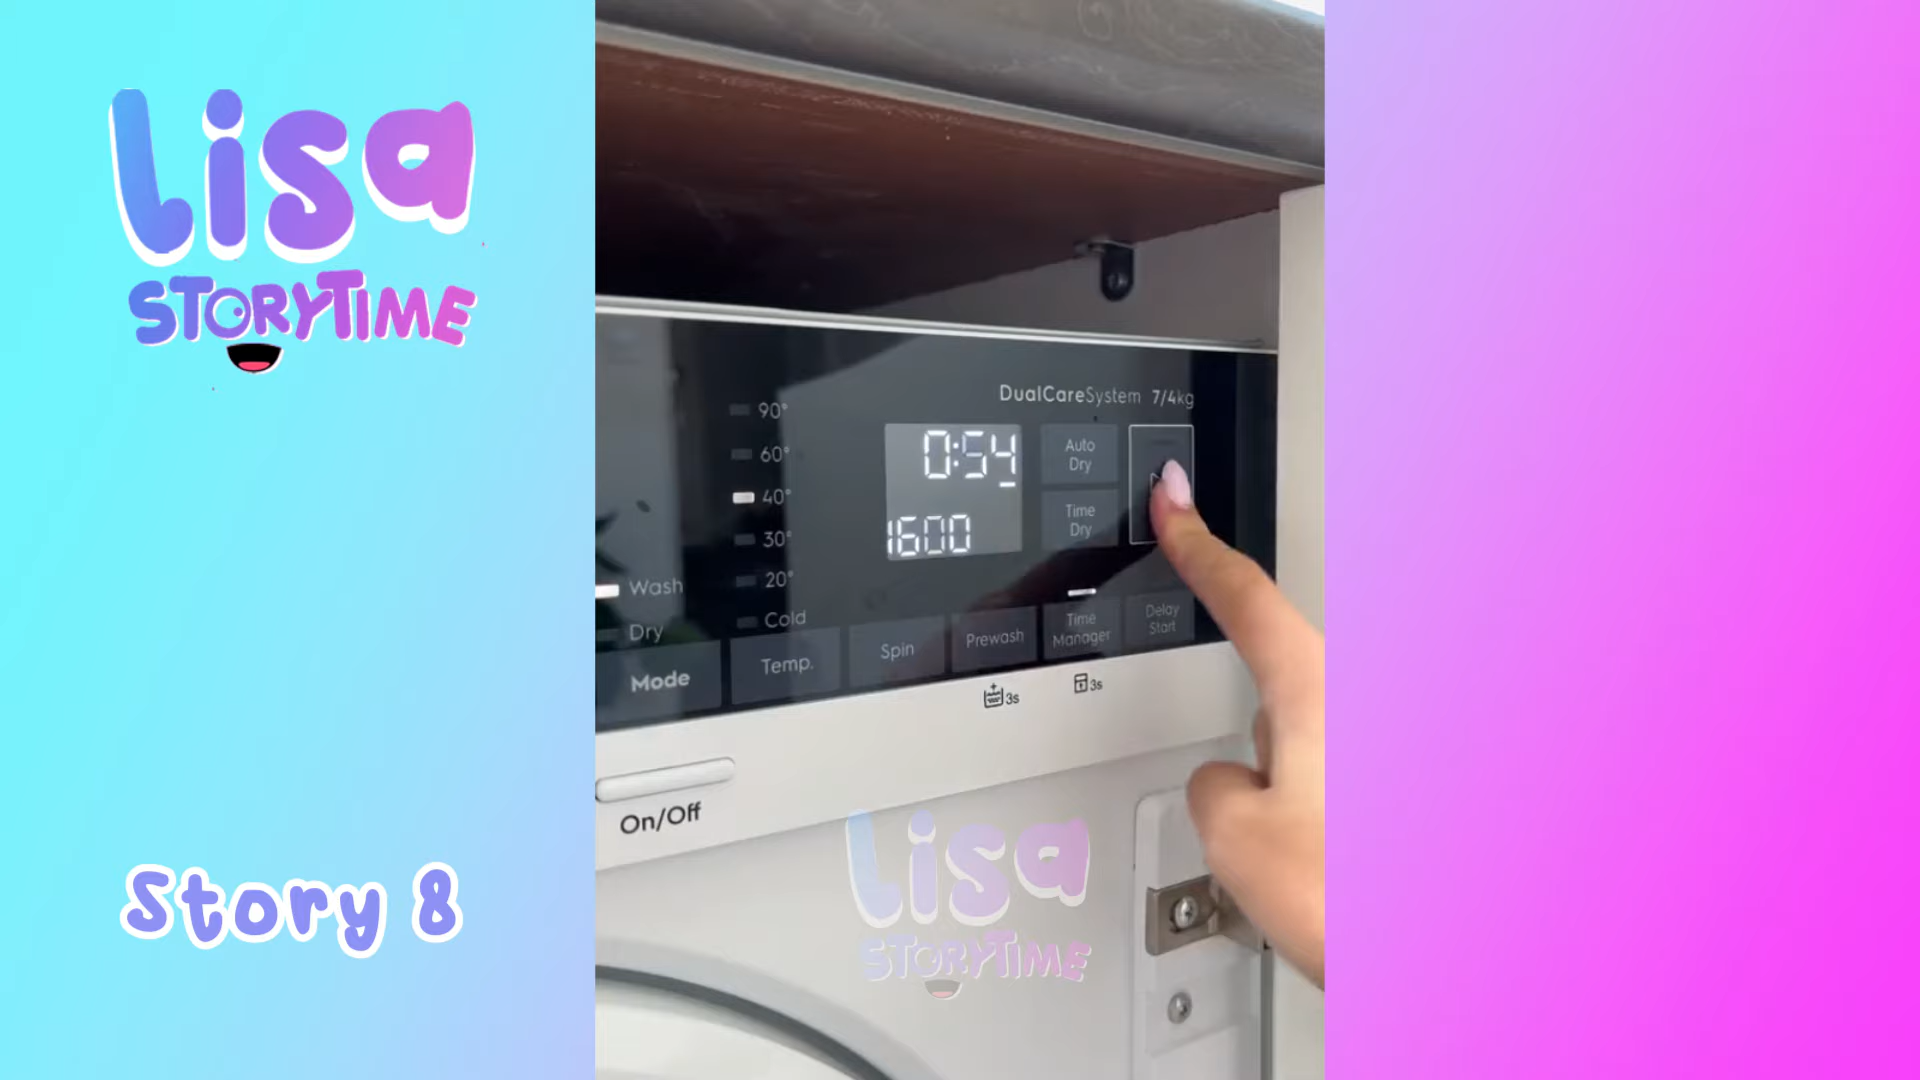 Lisa
STORYTIME
Story 8
DualCareSystem 7/4kg
90°
60°
40°
30°
20°
Cold
0:54
1600
Auto
Dry
Time
Dry
Wash
Dry
Mode
Temp.
Spin
Prewash
Time
Manager
Delay
Start
3s
3s
On/Off
Lisa
STORYTIME